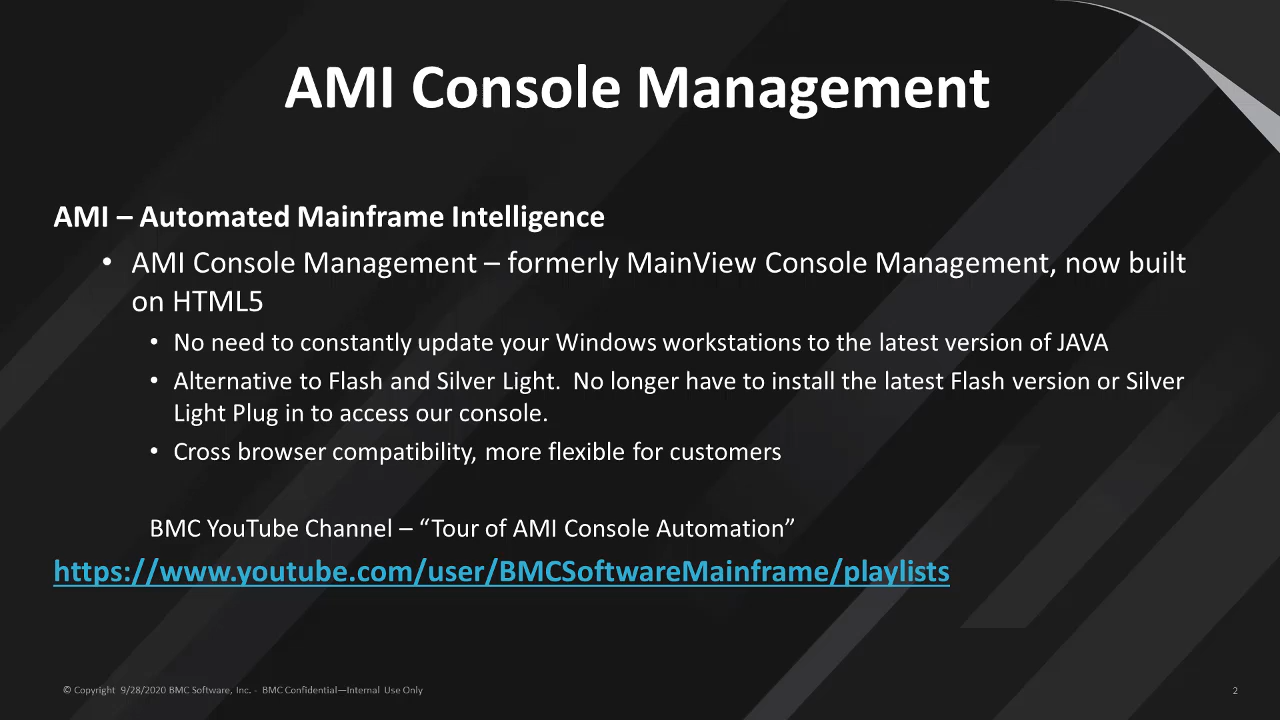 AMI Console Management
AMI – Automated Mainframe Intelligence
• AMI Console Management – formerly MainView Console Management, now built
on HTML5
• No need to constantly update your Windows workstations to the latest version of JAVA
• Alternative to Flash and Silver Light.  No longer have to install the latest Flash version or Silver
Light Plug in to access our console.
• Cross browser compatibility, more flexible for customers
BMC YouTube Channel – “Tour of AMI Console Automation”
https://www.youtube.com/user/BMCSoftwareMainframe/playlists
© Copyright 9/28/2020 BMC Software, Inc. - BMC Confidential—Internal Use Only
2